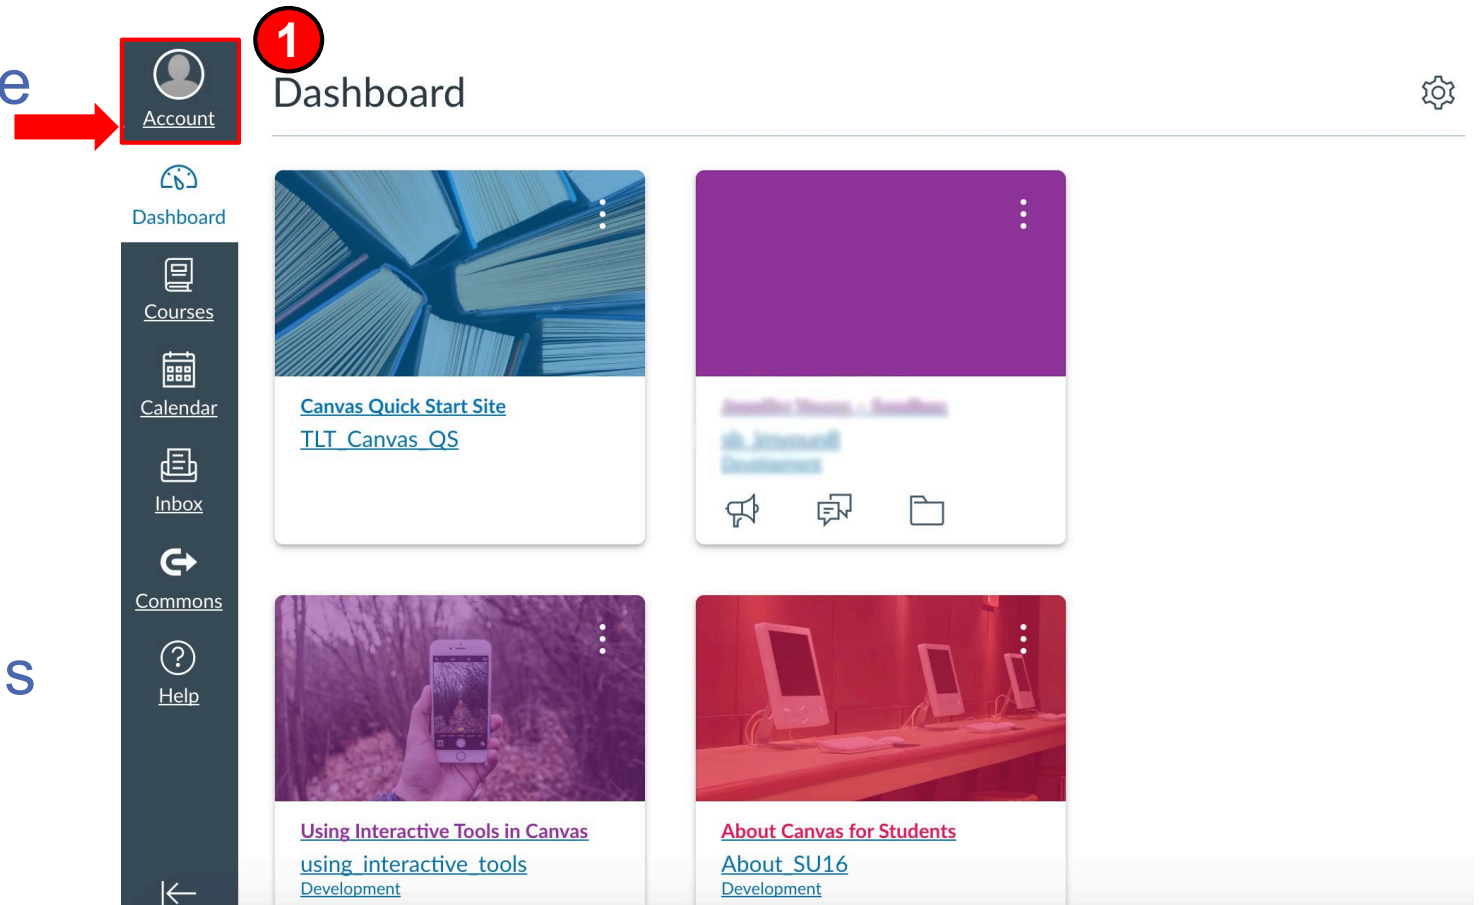 1
e
Account
Dashboard
Dashboard
Courses
Calendar
Canvas Quick Start Site
TLT_Canvas_QS
Inbox
Commons
s
Help
Using Interactive Tools in Canvas
using_interactive_tools
Development
About Canvas for Students
About_SU16
Development